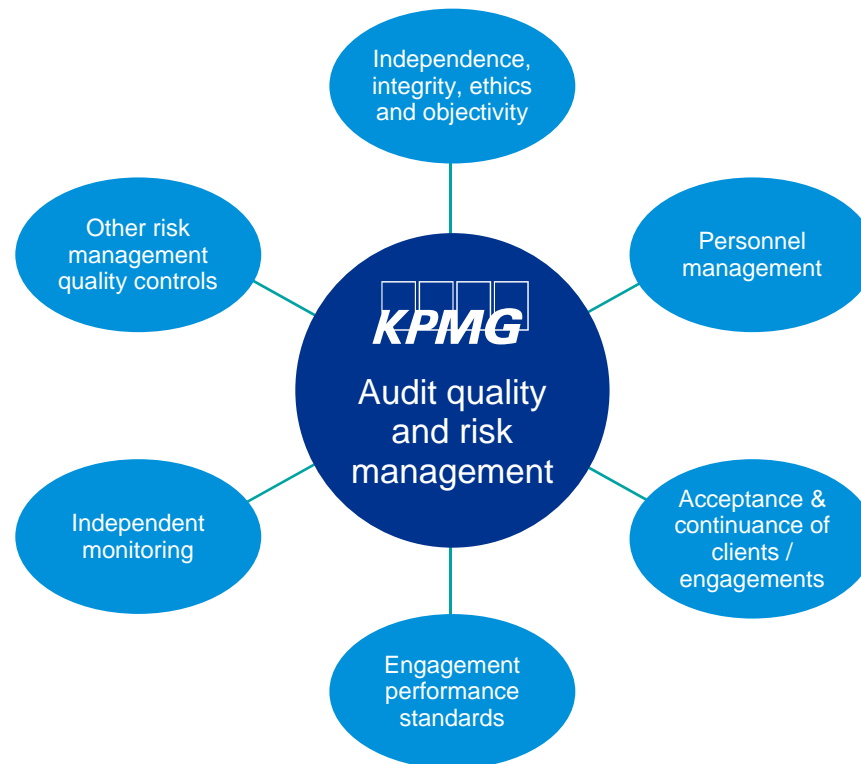 Independence,
integrity, ethics
and objectivity
Other risk
management
quality controls
Personnel
management
KPMG
Audit quality
and risk
management
Independent
monitoring
Acceptance &
continuance of
clients /
engagements
Engagement
performance
standards